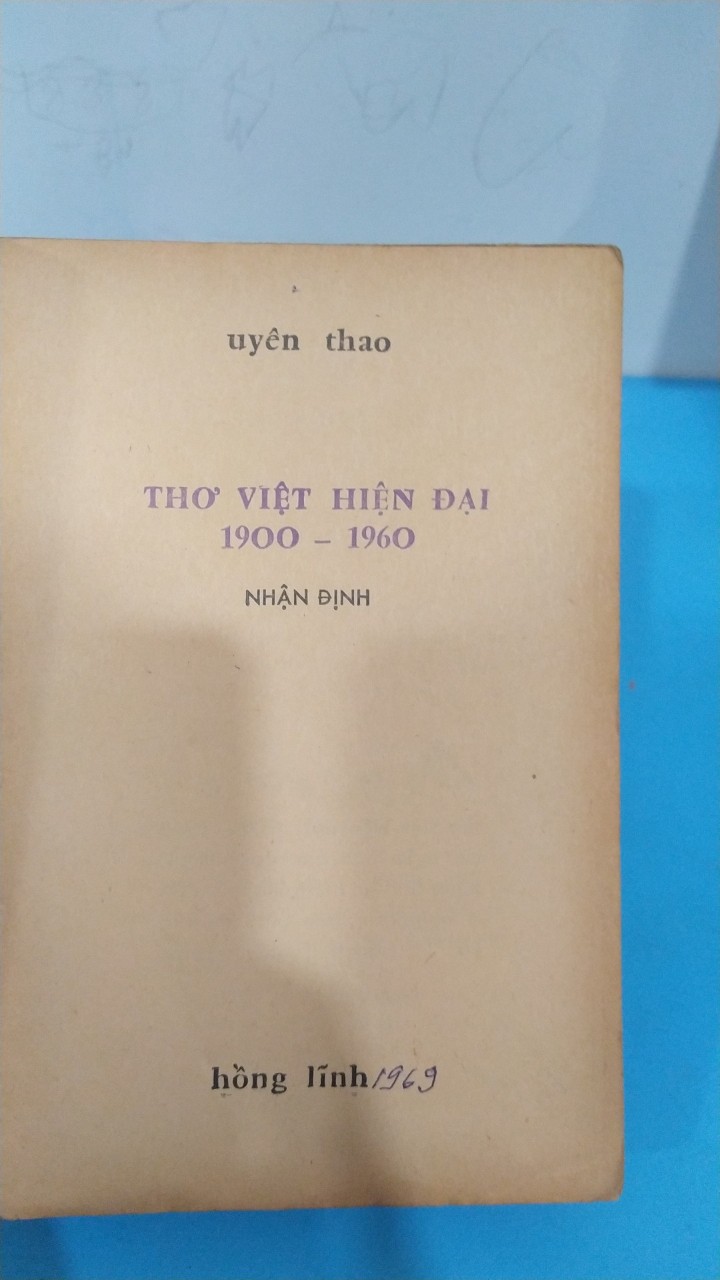 uyên thao
THƠ VIỆT HIỆN ĐẠI
1900 – 1960
NHẬN ĐỊNH
hồng lĩnh 1969